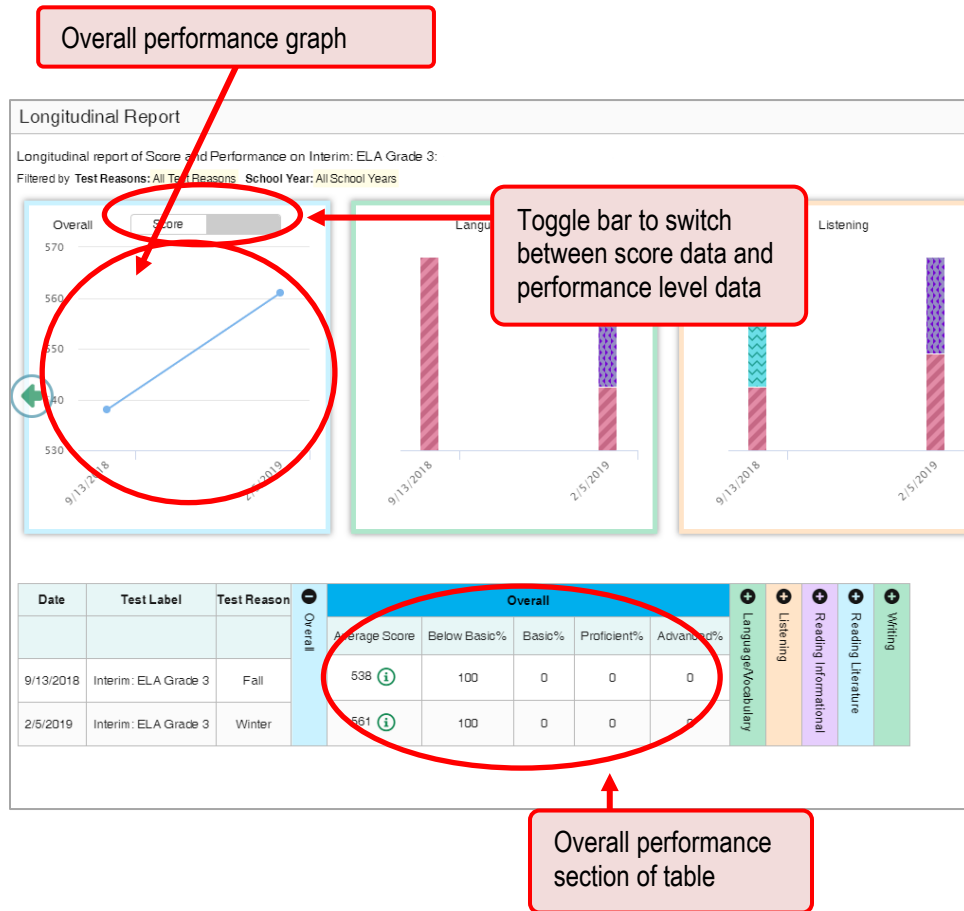 Overall performance graph
Longitudinal Report
Longitudinal report of Score and Performance on Interim: ELA Grade 3:
Filtered by Test Reasons: All Test Reasons School Year: All School Years
Toggle bar to switch
between score data and
performance level data
Overall Score
570
560
550
540
530
9/13/2018
2/5/2019
Langu
9/13/2018
2/5/2019
Listening
9/13/2018
2/5/2019
Date Test Label Test Reason Overall Overall Language/Vocabulary Listening Reading Informational Reading Literature Writing
Average Score Below Basic% Basic% Proficient% Advanced%
9/13/2018 Interim: ELA Grade 3 Fall 538 100 0 0 0
2/5/2019 Interim: ELA Grade 3 Winter 561 100 0 0 0
Overall performance
section of table